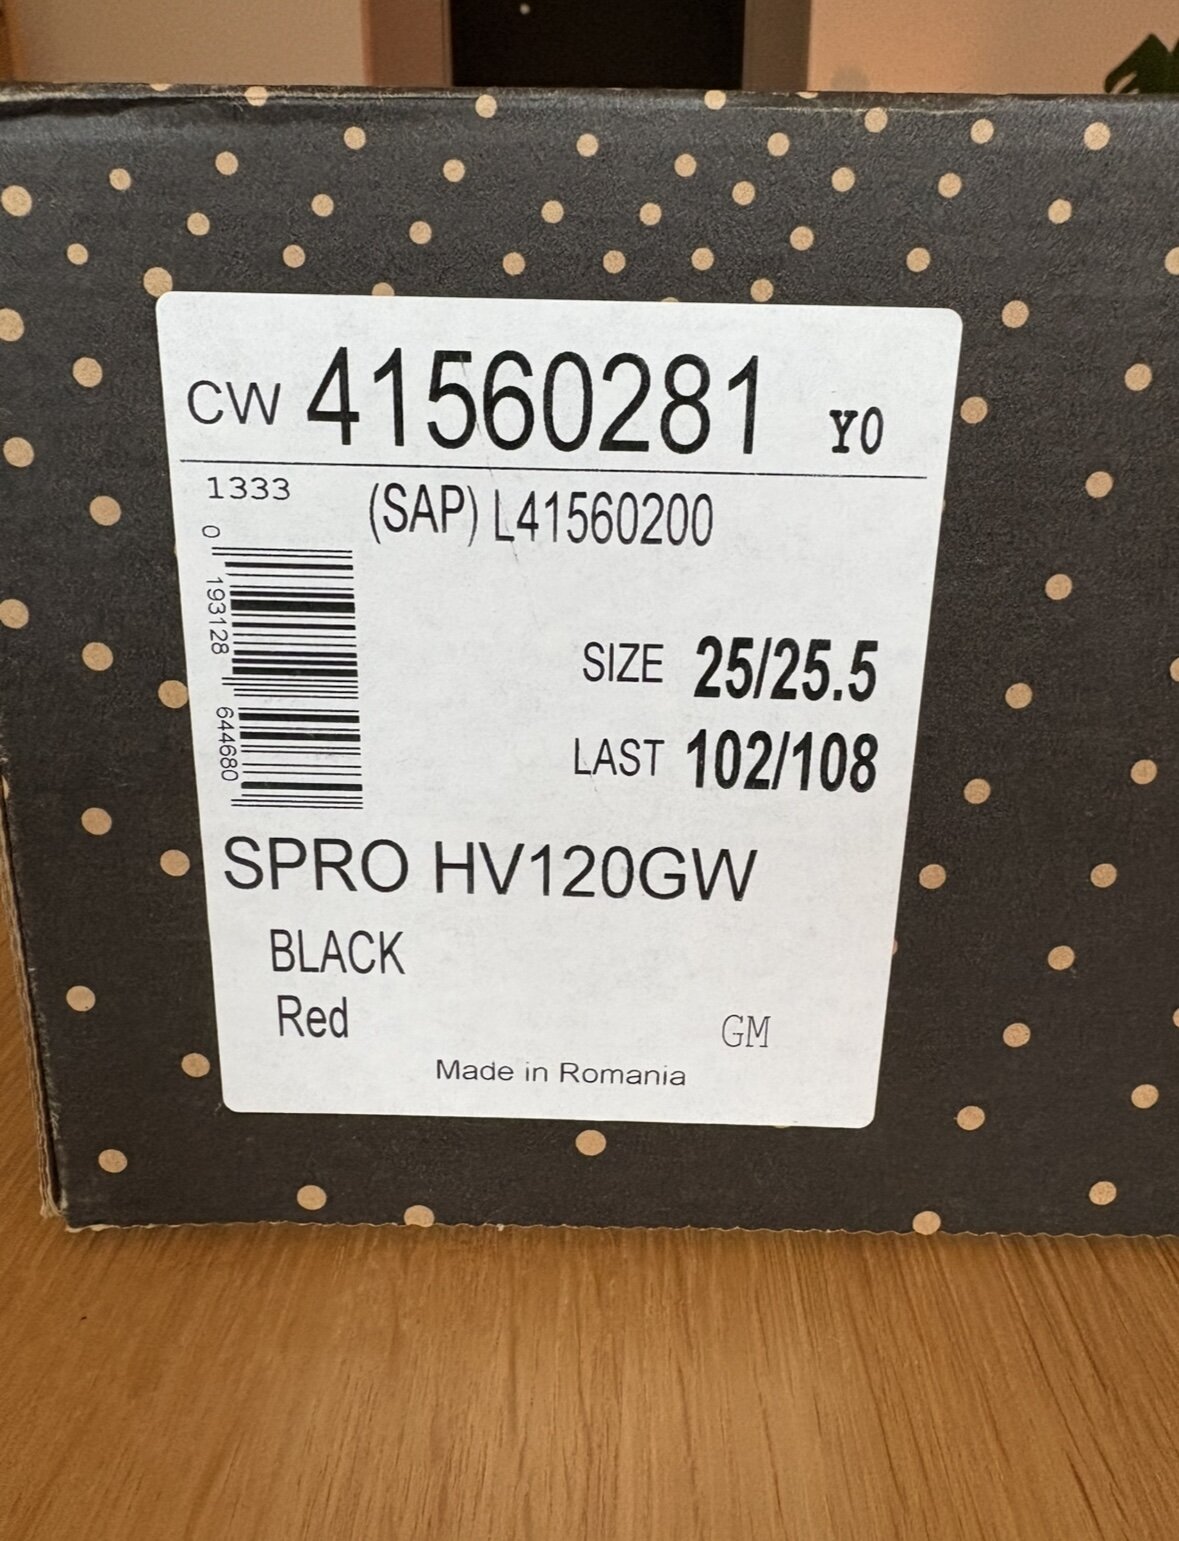 CW 41560281 Y0
1333 (SAP) L41560200
0 193128 644680
SIZE 25/25.5
LAST 102/108
SPRO HV120GW
BLACK
Red GM
Made in Romania